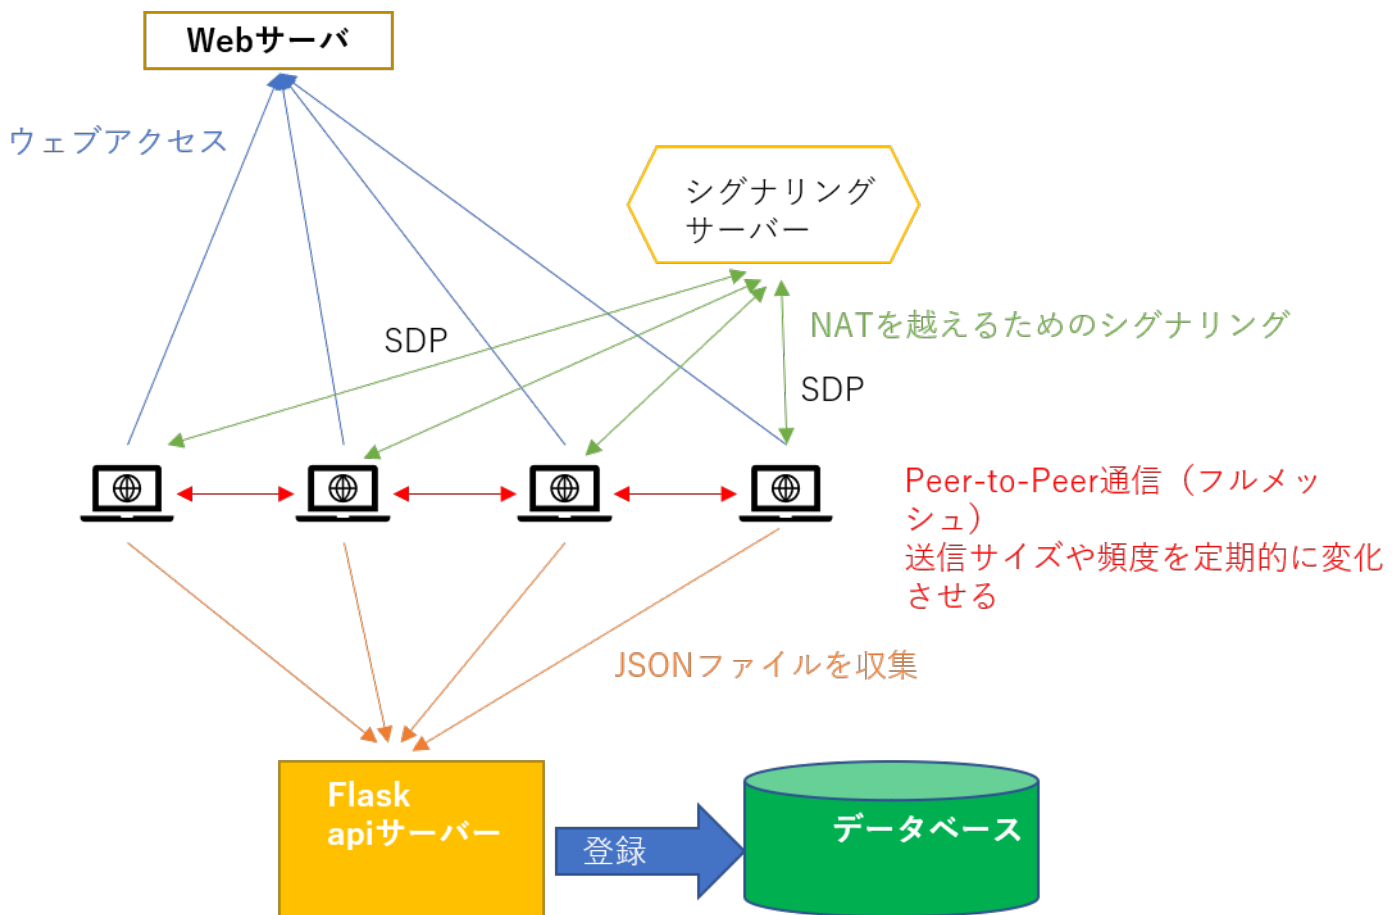 Webサーバ
ウェブアクセス
シグナリング
サーバー
NATを越えるためのシグナリング
SDP
SDP
Peer-to-Peer通信（フルメッ
シュ）
送信サイズや頻度を定期的に変化
させる
JSONファイルを収集
Flask
apiサーバー
登録
データベース